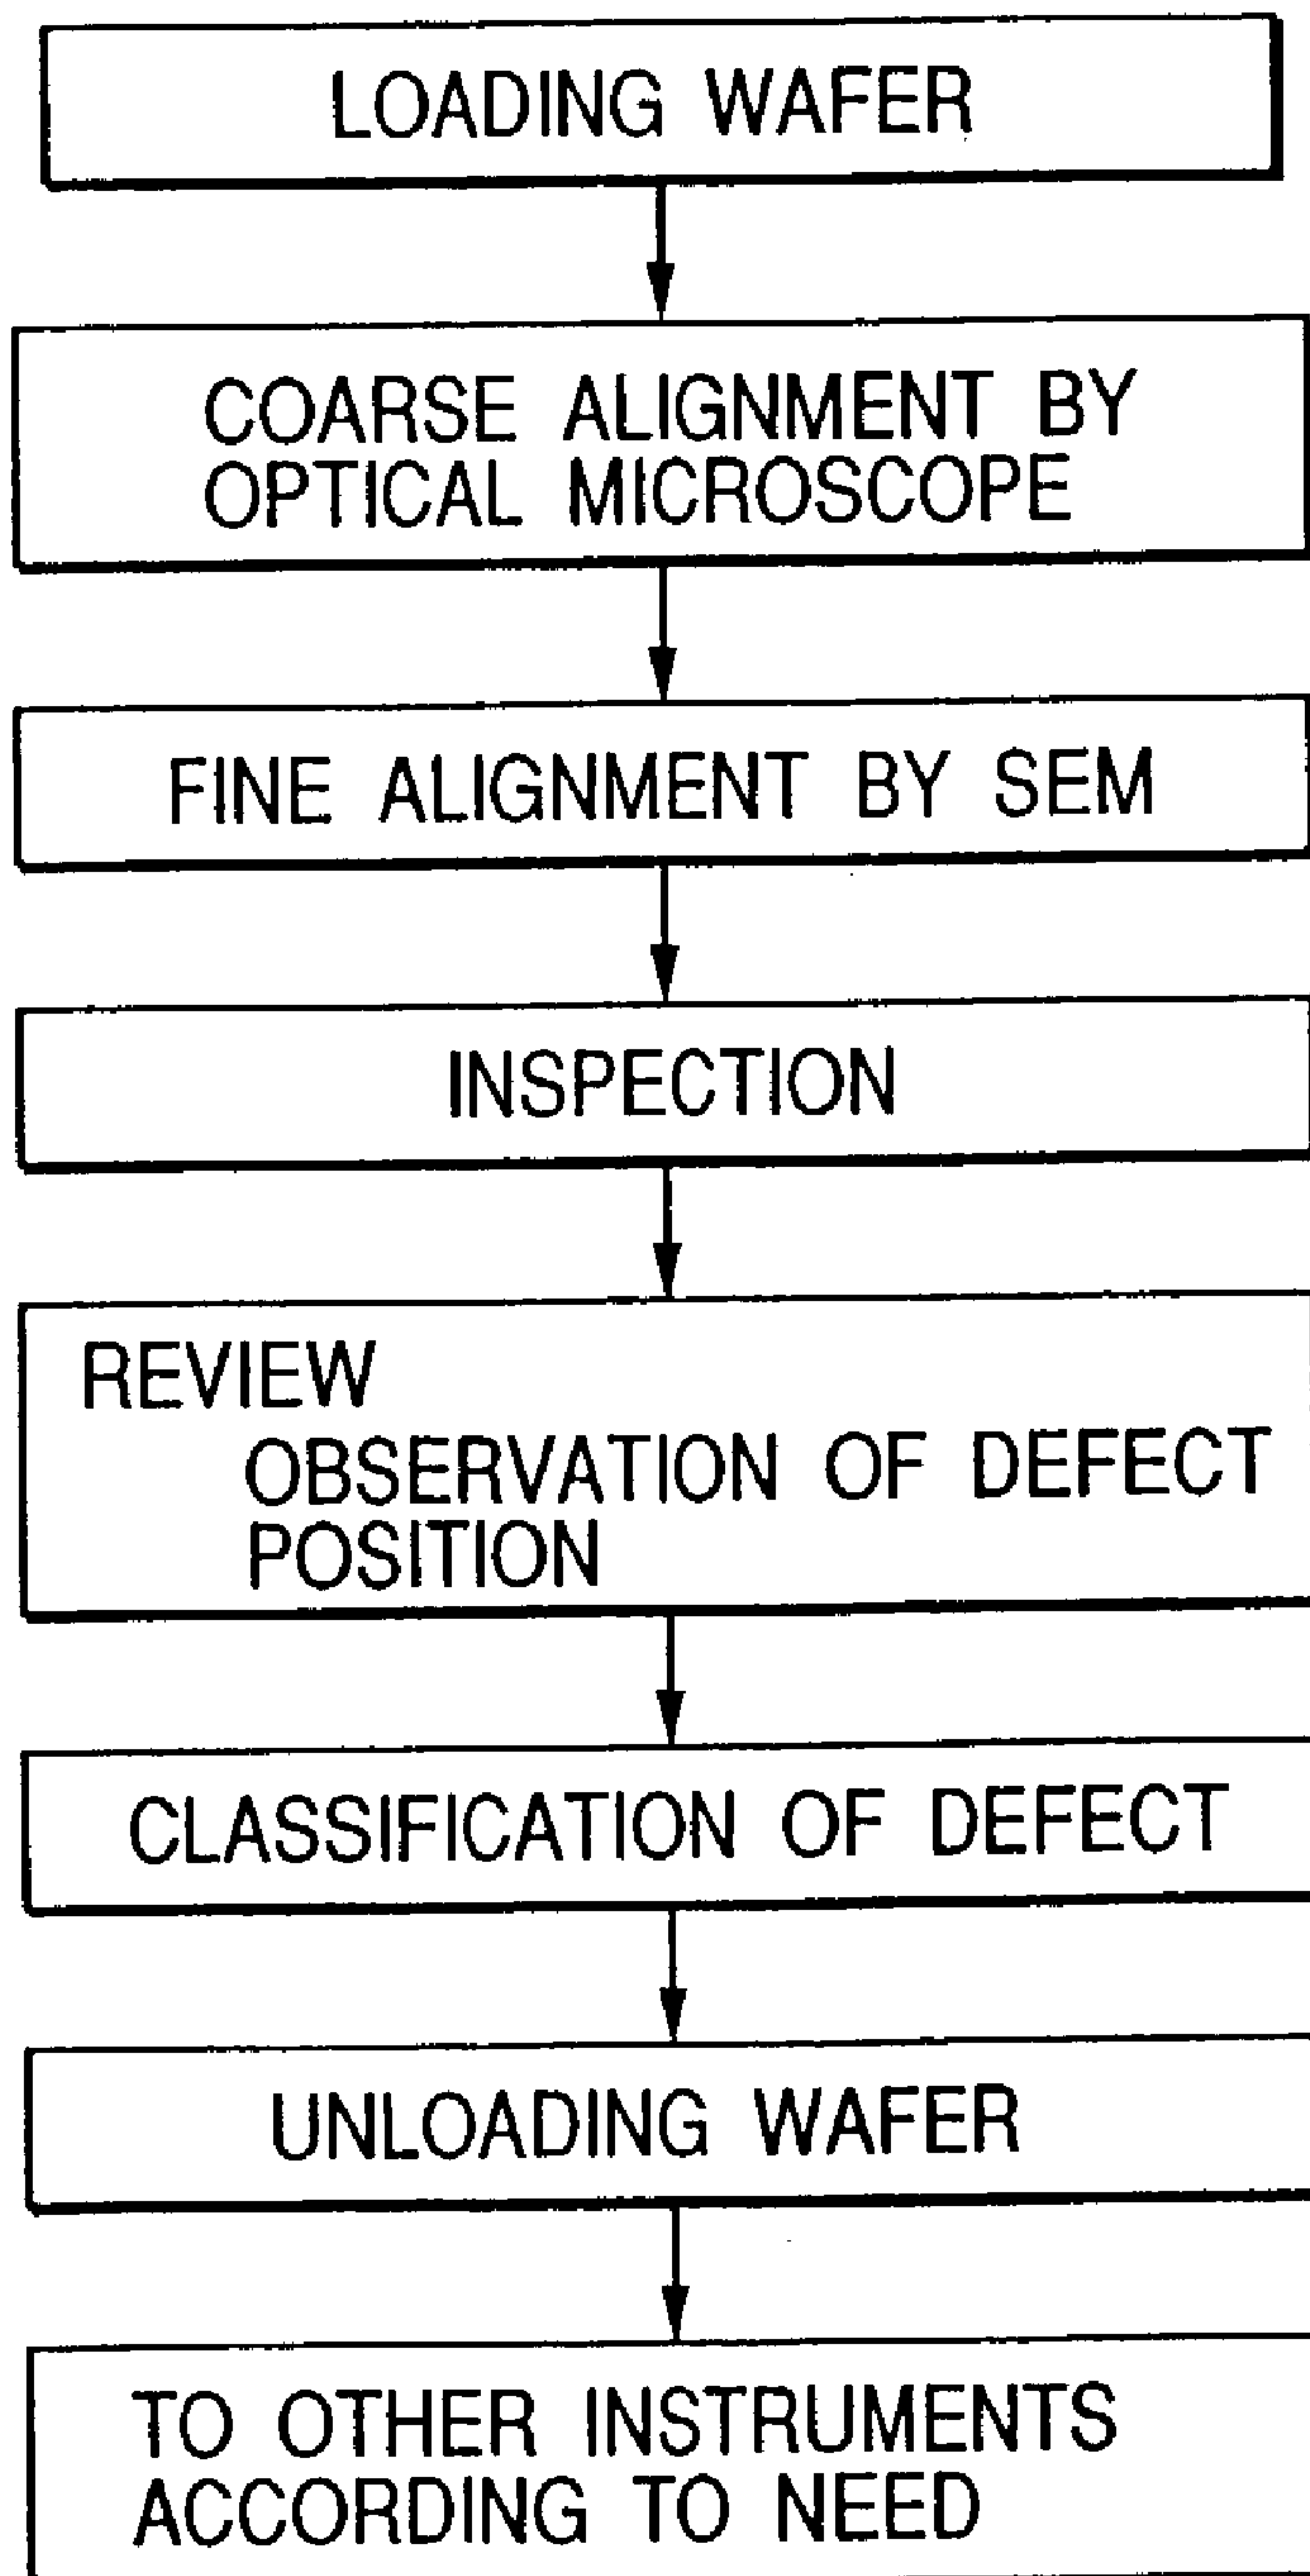 LOADING WAFER
COARSE ALIGNMENT BY
OPTICAL MICROSCOPE
FINE ALIGNMENT BY SEM
INSPECTION
REVIEW
OBSERVATION OF DEFECT
POSITION
CLASSIFICATION OF DEFECT
UNLOADING WAFER
TO OTHER INSTRUMENTS
ACCORDING TO NEED